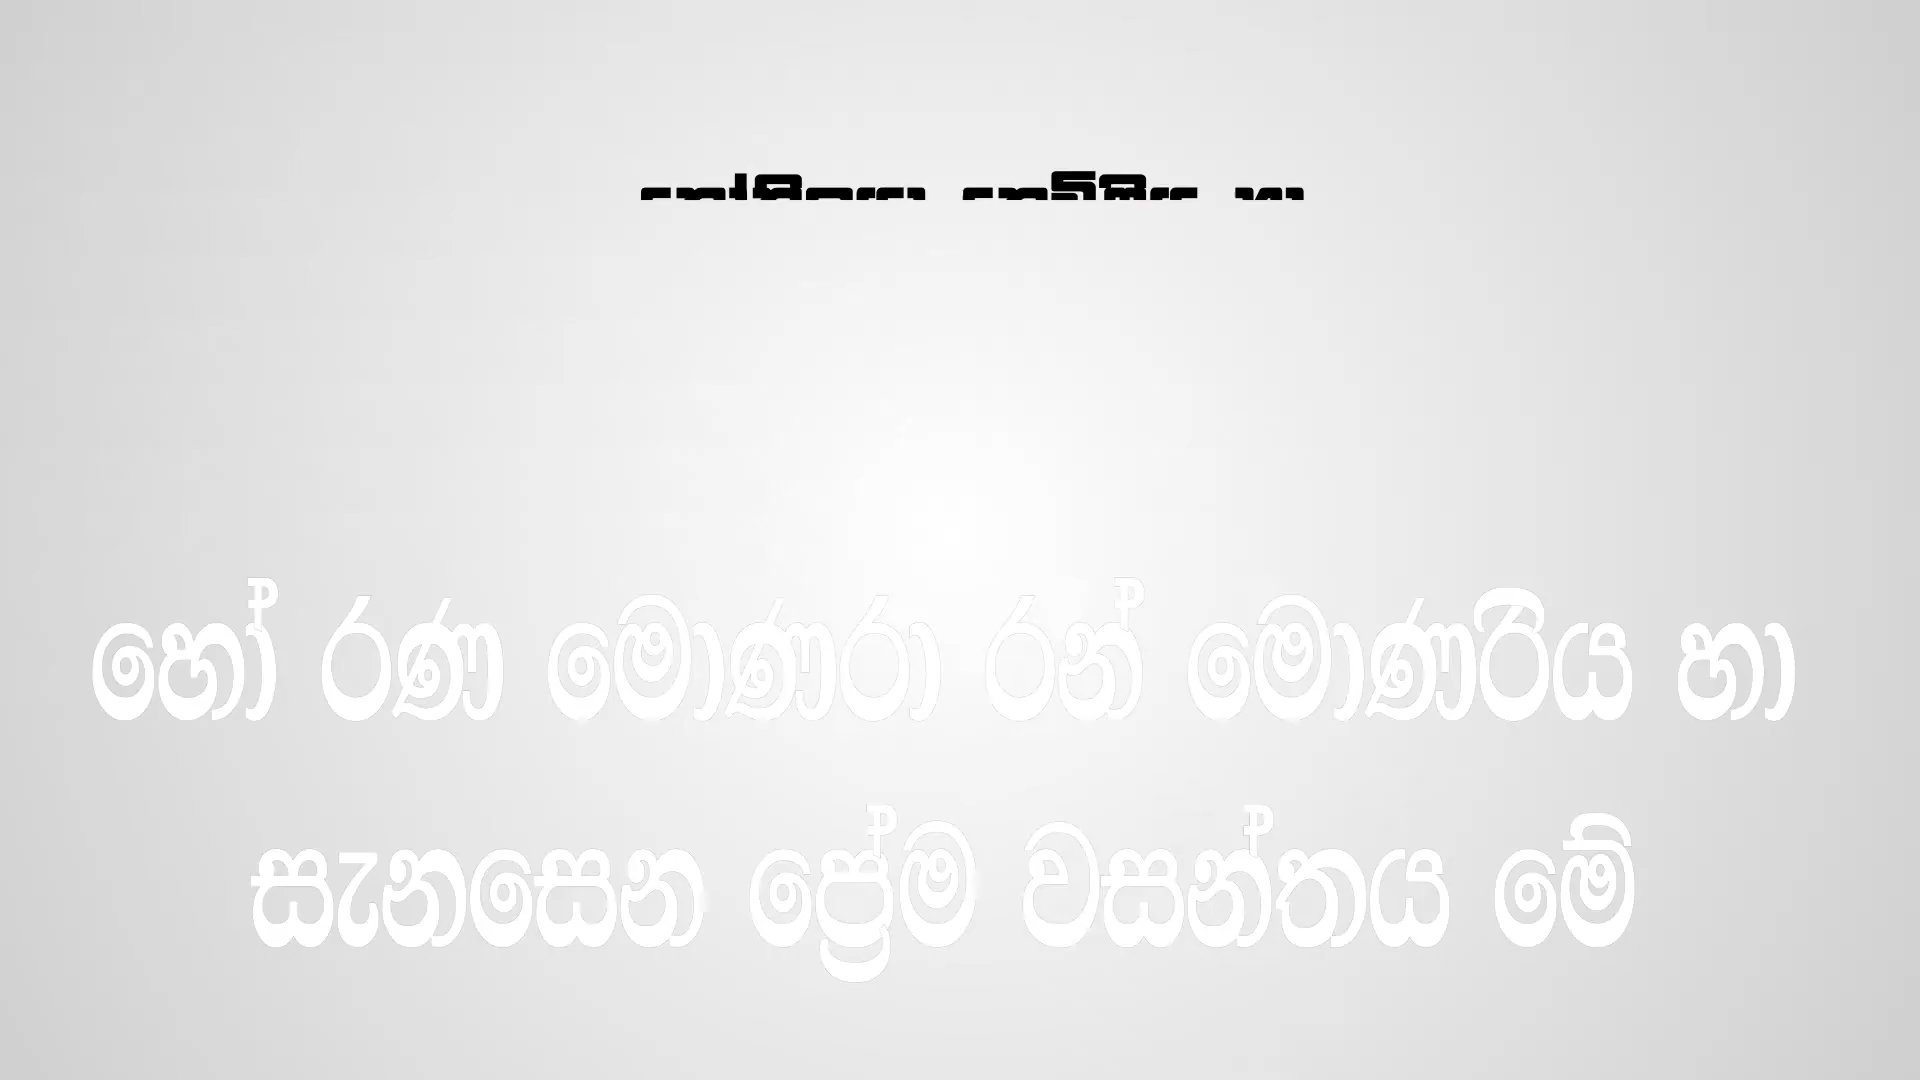 හෝ රණ මොණරා රන් මොණරිය හා
සැනසෙන ප්‍රේම වසන්තය මේ